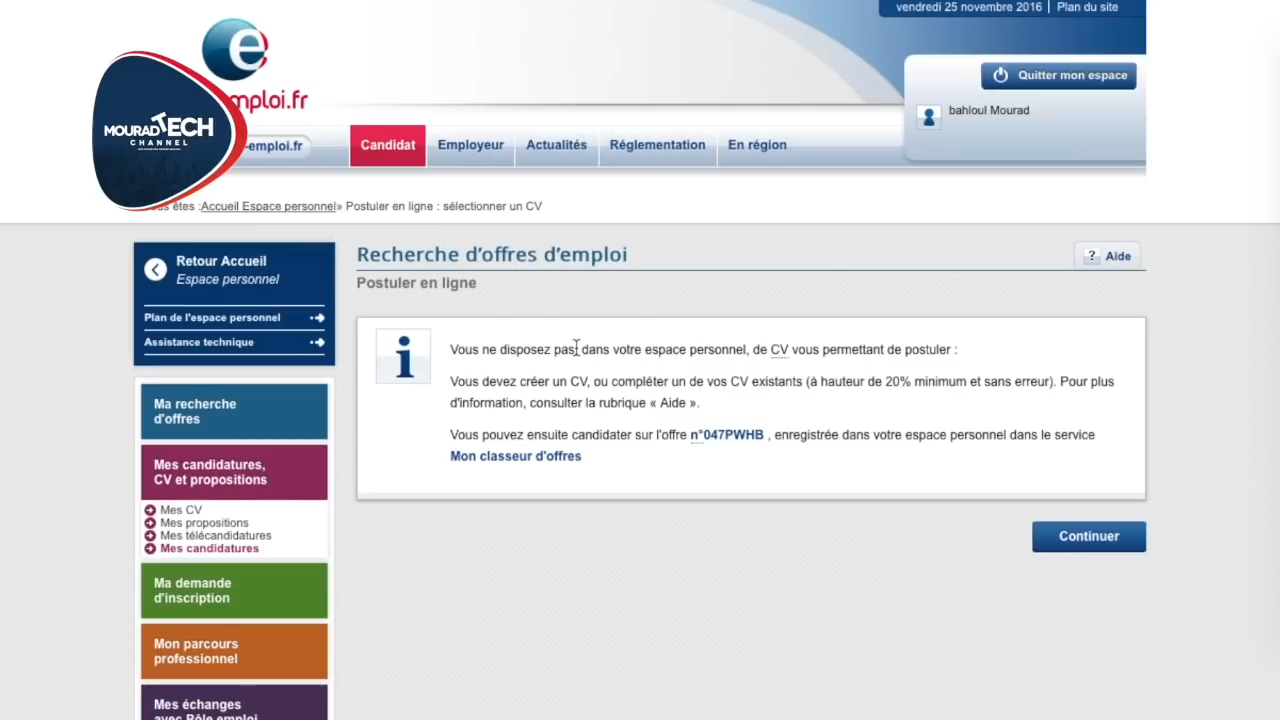 vendredi 25 novembre 2016 | Plan du site
Quitter mon espace
bahloul Mourad
e
mploi.fr
MOURAD TECH
CHANNEL
-emploi.fr
Candidat
Employeur
Actualités
Réglementation
En région
êtes :Accueil Espace personnel» Postuler en ligne : sélectionner un CV
Retour Accueil
Espace personnel
Plan de l'espace personnel
Assistance technique
Recherche d'offres d'emploi
? Aide
Postuler en ligne
i
Vous ne disposez pas dans votre espace personnel, de CV vous permettant de postuler :
Vous devez créer un CV, ou compléter un de vos CV existants (à hauteur de 20% minimum et sans erreur). Pour plus
d'information, consulter la rubrique « Aide ».
Vous pouvez ensuite candidater sur l'offre n°047PWHB , enregistrée dans votre espace personnel dans le service
Mon classeur d'offres
Continuer
Ma recherche
d'offres
Mes candidatures,
CV et propositions
Mes CV
Mes propositions
Mes télécandidatures
Mes candidatures
Ma demande
d'inscription
Mon parcours
professionnel
Mes échanges
avec Pôle emploi